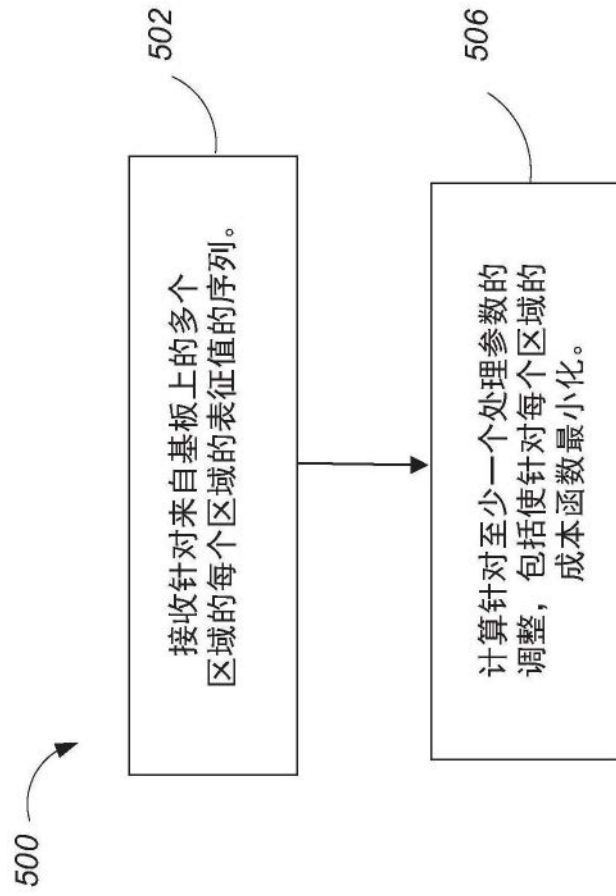 500
502
接收针对来自基板上的多个
区域的每个区域的表征值的序列。
506
计算针对至少一个处理参数的
调整，包括使针对每个区域的
成本函数最小化。